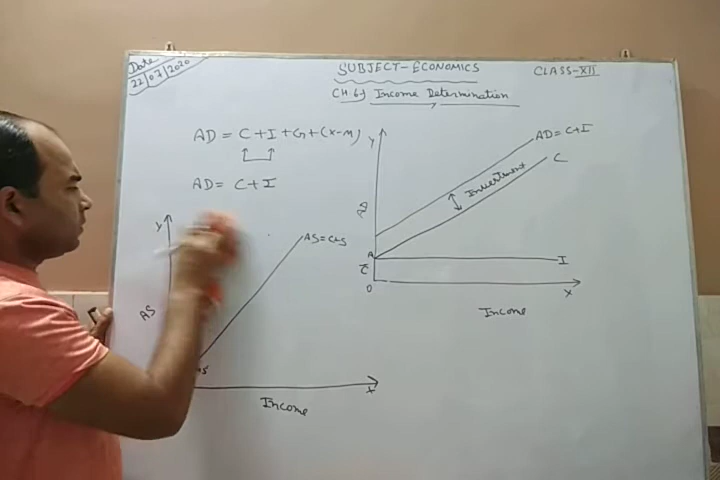 Date
22/07/2020
SUBJECT-ECONOMICS
CLASS-XII
CH-6} Income Determination
AD = C+I+G+(X-M)
AD = C+I
Y
AS
AS=C+S
45
X
Income
Y
AD
AD=C+I
C
Investment
A
C̅
I
O
X
Income